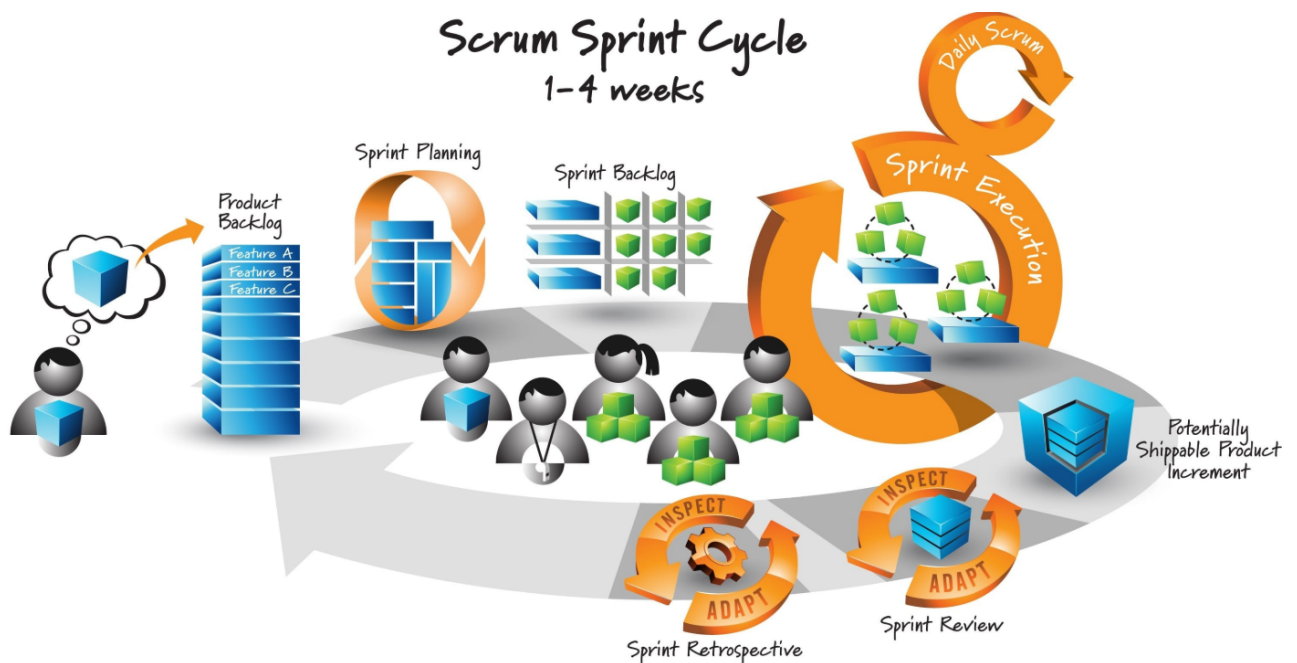 Scrum Sprint Cycle
1-4 weeks
Daily Scrum
Sprint Planning
Sprint Backlog
Sprint Execution
Product
Backlog
Feature A
Feature B
Feature C
Potentially
Shippable Product
Increment
INSPECT
ADAPT
Sprint Review
INSPECT
ADAPT
Sprint Retrospective